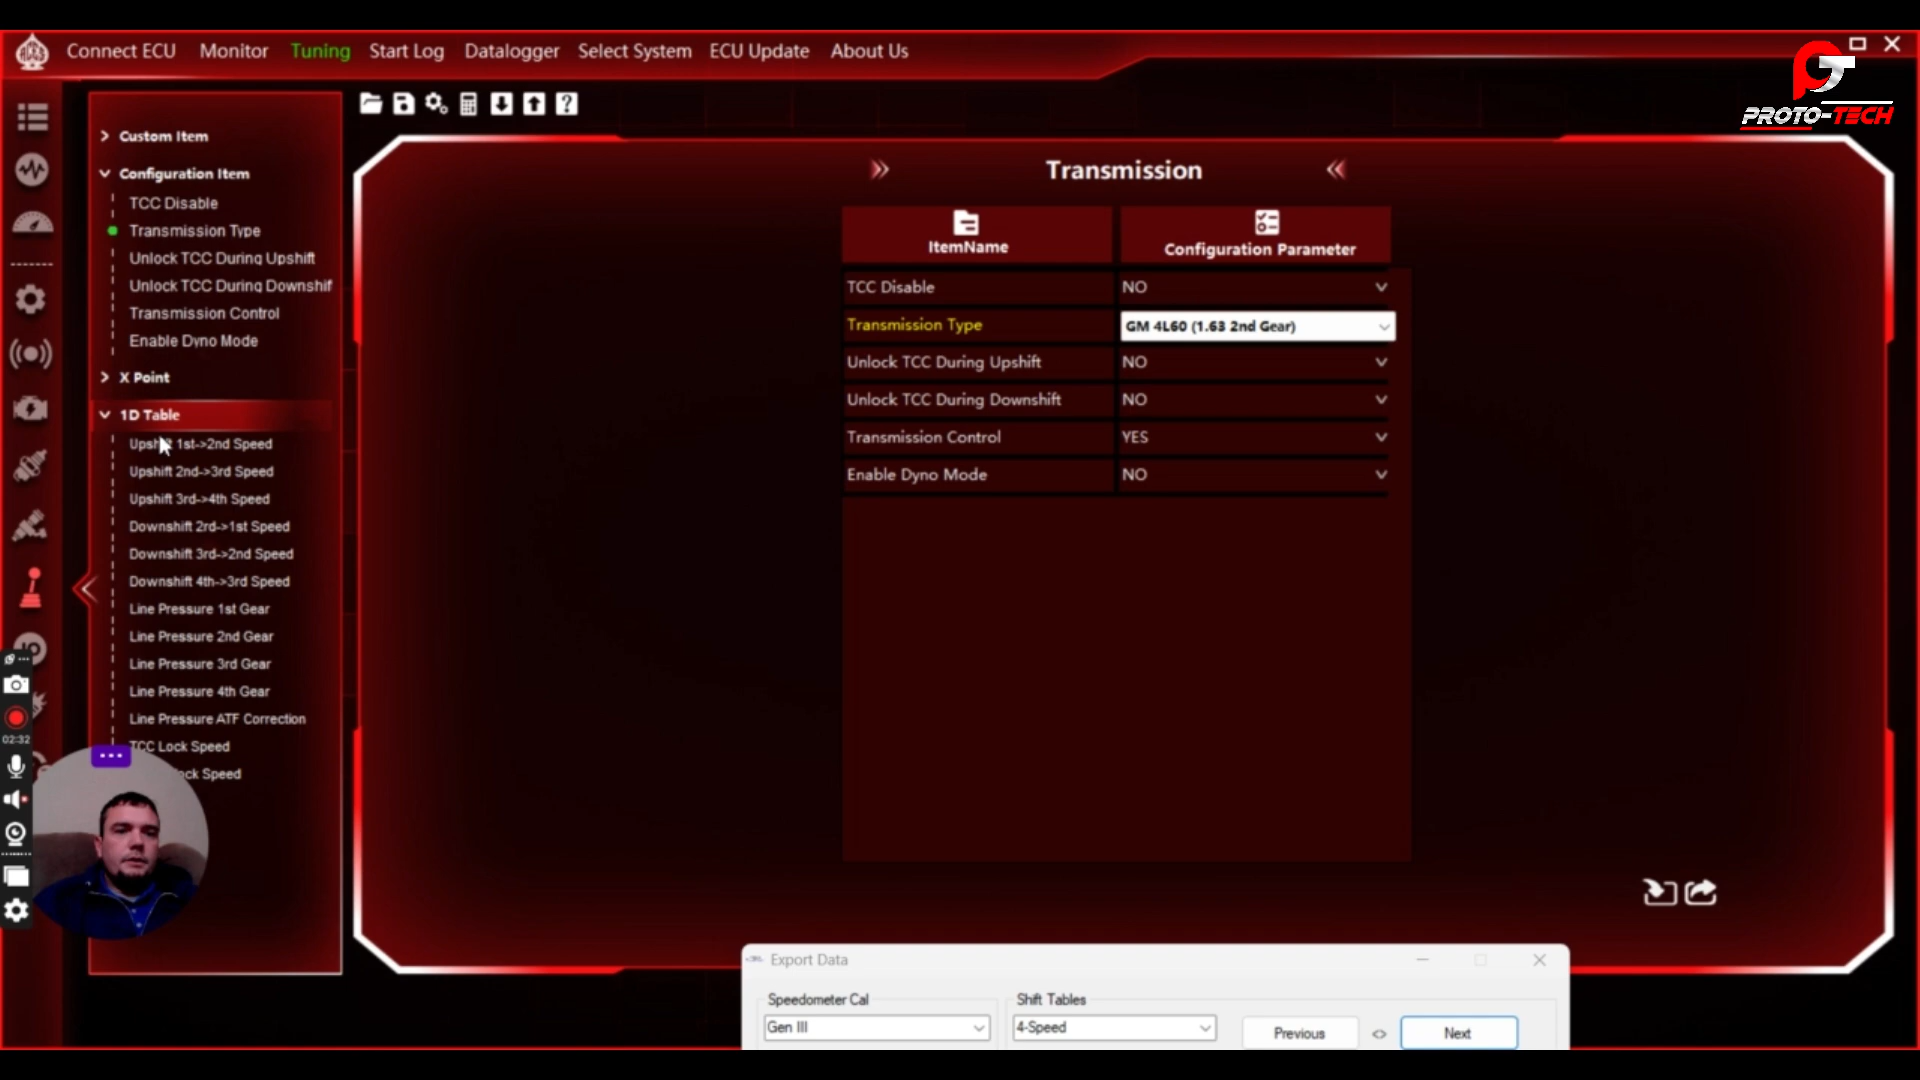 Connect ECU Monitor Tuning Start Log Datalogger Select System ECU Update About Us
PROTO-TECH
Custom Item
Configuration Item
TCC Disable
Transmission Type
Unlock TCC During Upshift
Unlock TCC During Downshif
Transmission Control
Enable Dyno Mode
X Point
1D Table
Upshift 1st->2nd Speed
Upshift 2nd->3rd Speed
Upshift 3rd->4th Speed
Downshift 2rd->1st Speed
Downshift 3rd->2nd Speed
Downshift 4th->3rd Speed
Line Pressure 1st Gear
Line Pressure 2nd Gear
Line Pressure 3rd Gear
Line Pressure 4th Gear
Line Pressure ATF Correction
TCC Lock Speed
ock Speed
02:32
Transmission
ItemName Configuration Parameter
TCC Disable NO
Transmission Type GM 4L60 (1.63 2nd Gear)
Unlock TCC During Upshift NO
Unlock TCC During Downshift NO
Transmission Control YES
Enable Dyno Mode NO
Export Data
Speedometer Cal Shift Tables
Gen III 4-Speed Previous <> Next